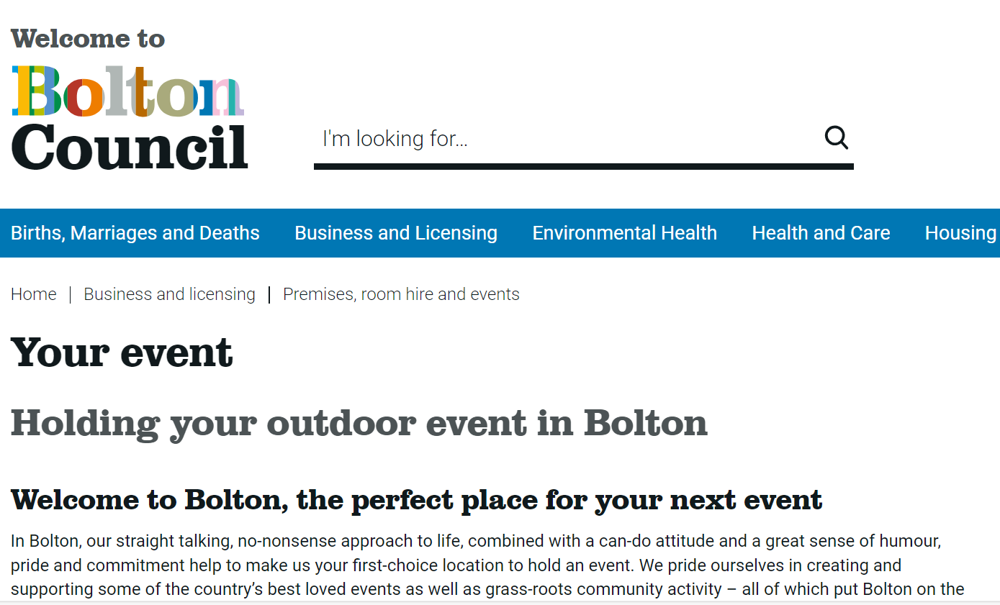 Welcome to
Bolton
Council
I'm looking for...
Births, Marriages and Deaths Business and Licensing Environmental Health Health and Care Housing
Home | Business and licensing | Premises, room hire and events
Your event
Holding your outdoor event in Bolton
Welcome to Bolton, the perfect place for your next event
In Bolton, our straight talking, no-nonsense approach to life, combined with a can-do attitude and a great sense of humour,
pride and commitment help to make us your first-choice location to hold an event. We pride ourselves in creating and
supporting some of the country’s best loved events as well as grass-roots community activity – all of which put Bolton on the